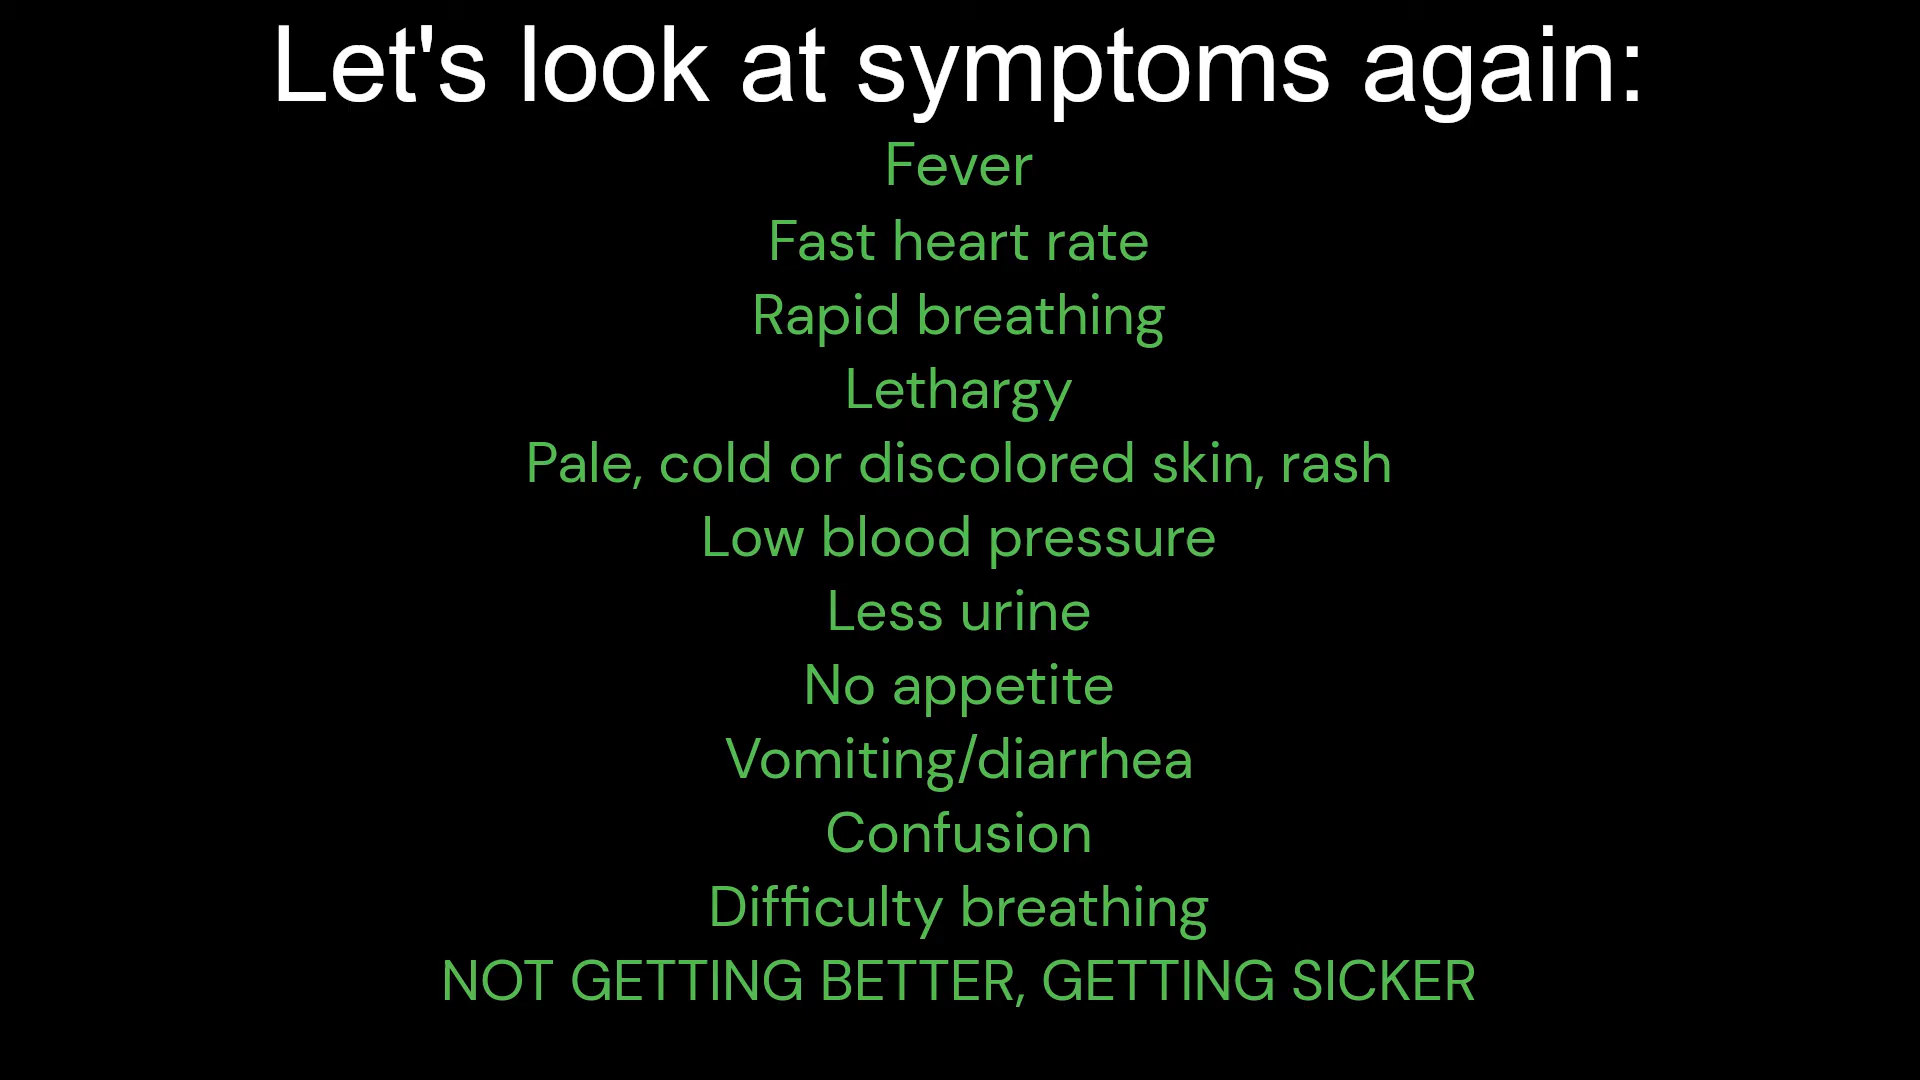 Let's look at symptoms again:
Fever
Fast heart rate
Rapid breathing
Lethargy
Pale, cold or discolored skin, rash
Low blood pressure
Less urine
No appetite
Vomiting/diarrhea
Confusion
Difficulty breathing
NOT GETTING BETTER, GETTING SICKER